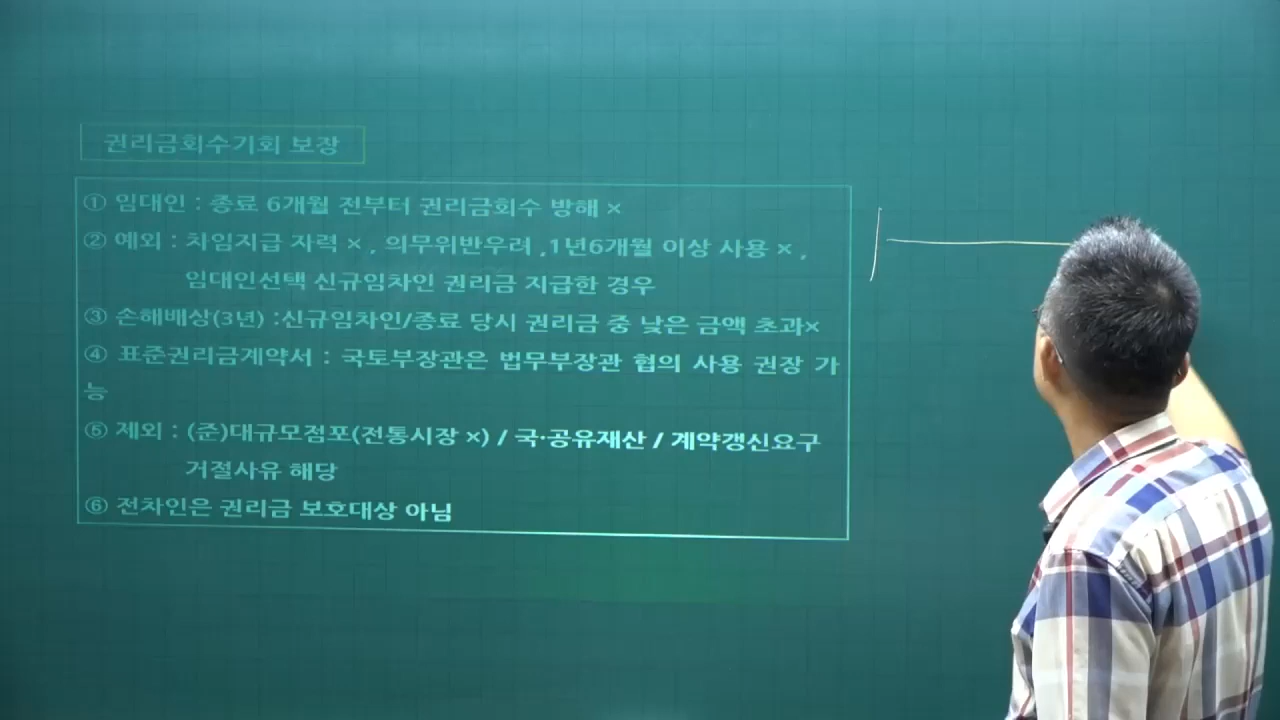 권리금회수기회 보장
① 임대인 : 종료 6개월 전부터 권리금회수 방해 ×
② 예외 : 차임지급 자력 × , 의무위반우려 ,1년6개월 이상 사용 × ,
임대인선택 신규임차인 권리금 지급한 경우
③ 손해배상(3년) :신규임차인/종료 당시 권리금 중 낮은 금액 초과×
④ 표준권리금계약서 : 국토부장관은 법무부장관 협의 사용 권장 가
능
⑤ 제외 : (준)대규모점포(전통시장 ×) / 국·공유재산 / 계약갱신요구
거절사유 해당
⑥ 전차인은 권리금 보호대상 아님